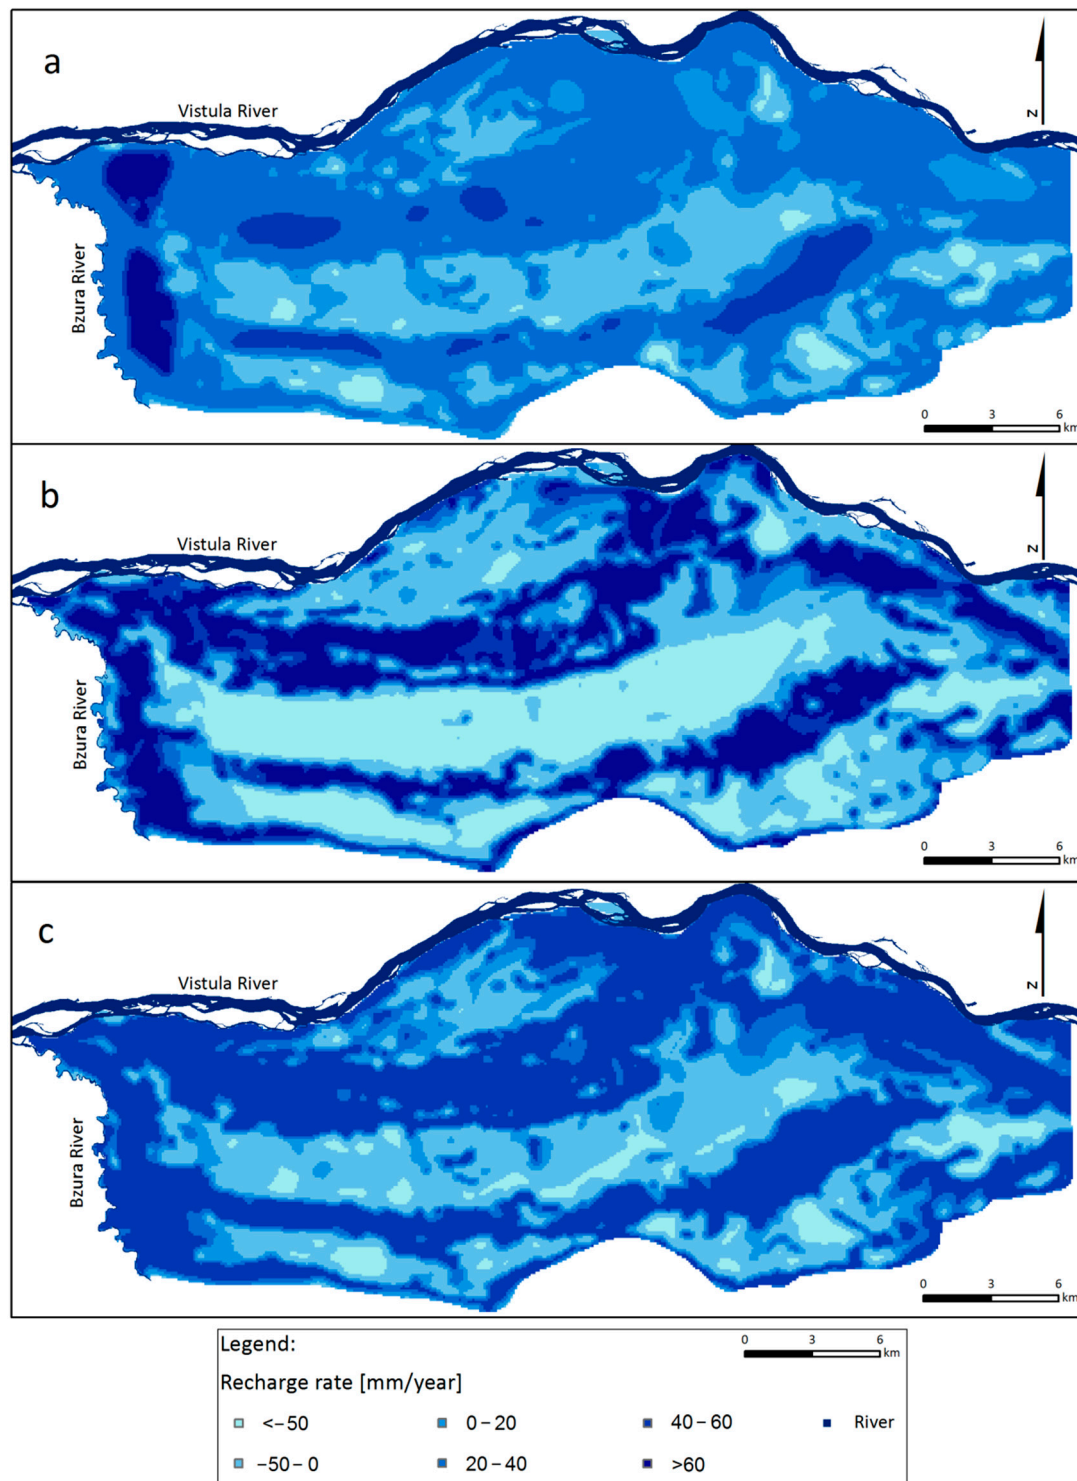 a
Vistula River
Bzura River
N
0 3 6
km
b
Vistula River
Bzura River
N
0 3 6
km
c
Vistula River
Bzura River
N
0 3 6
km
Legend:
0 3 6
km
Recharge rate [mm/year]
<–50 0–20 40–60 River
–50–0 20–40 >60